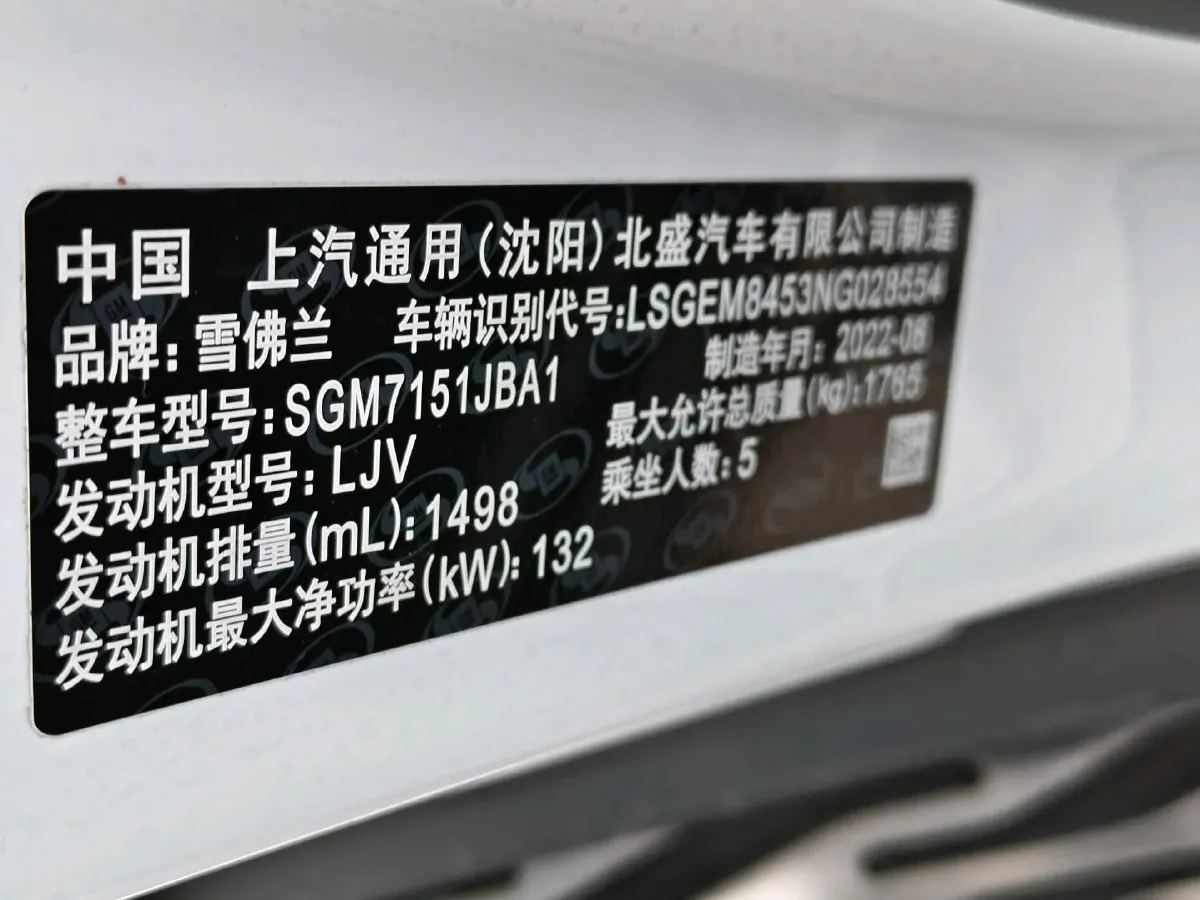 中国 上汽通用(沈阳)北盛汽车有限公司制造
品牌:雪佛兰 车辆识别代号:LSGEM8453NG028554
整车型号:SGM7151JBA1 制造年月:2022-08
发动机型号:LJV 最大允许总质量(kg):1765
发动机排量(mL):1498 乘坐人数:5
发动机最大净功率(kW):132